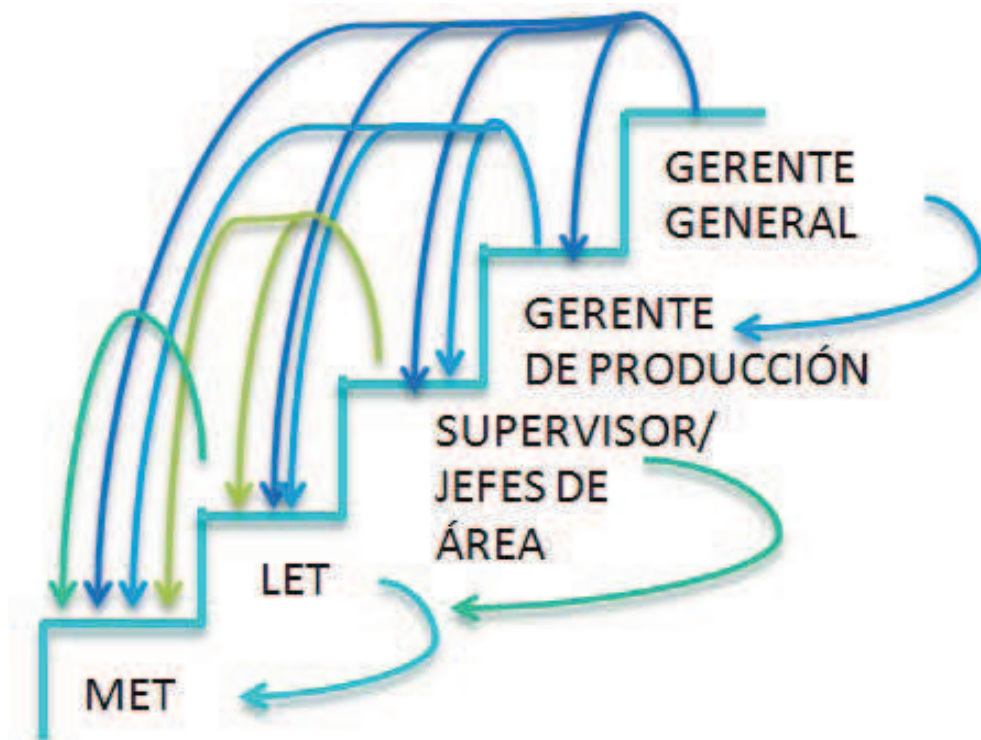 GERENTE
GENERAL
GERENTE
DE PRODUCCIÓN
SUPERVISOR/
JEFES DE
ÁREA
LET
MET